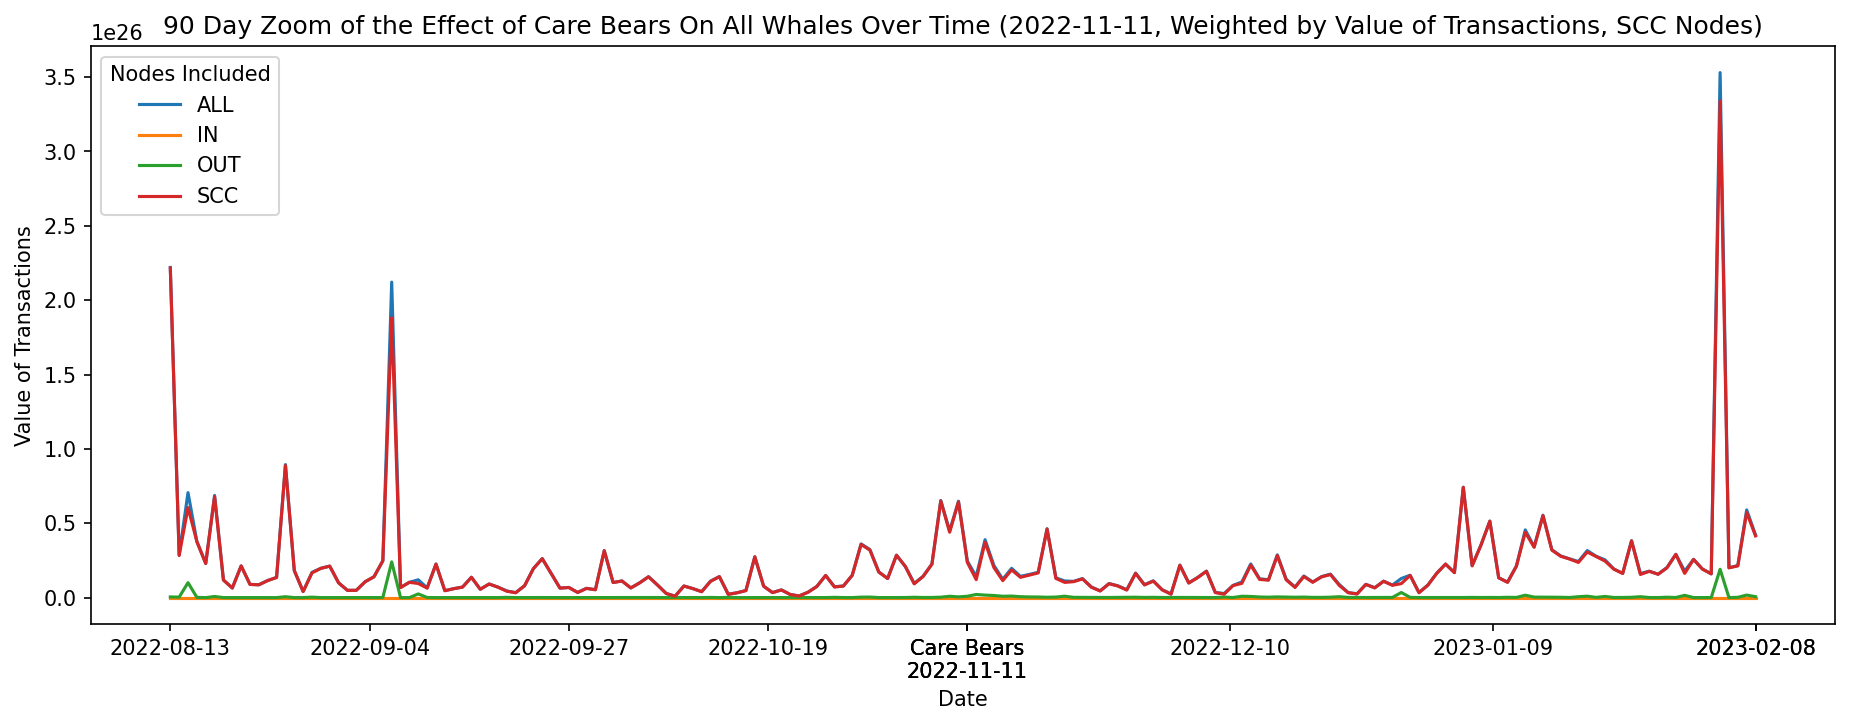 90 Day Zoom of the Effect of Care Bears On All Whales Over Time (2022-11-11, Weighted by Value of Transactions, SCC Nodes)
1e26
Nodes Included
ALL
IN
OUT
SCC
Value of Transactions
3.5
3.0
2.5
2.0
1.5
1.0
0.5
0.0
2022-08-13
2022-09-04
2022-09-27
2022-10-19
Care Bears
2022-11-11
2022-12-10
2023-01-09
2023-02-08
Date